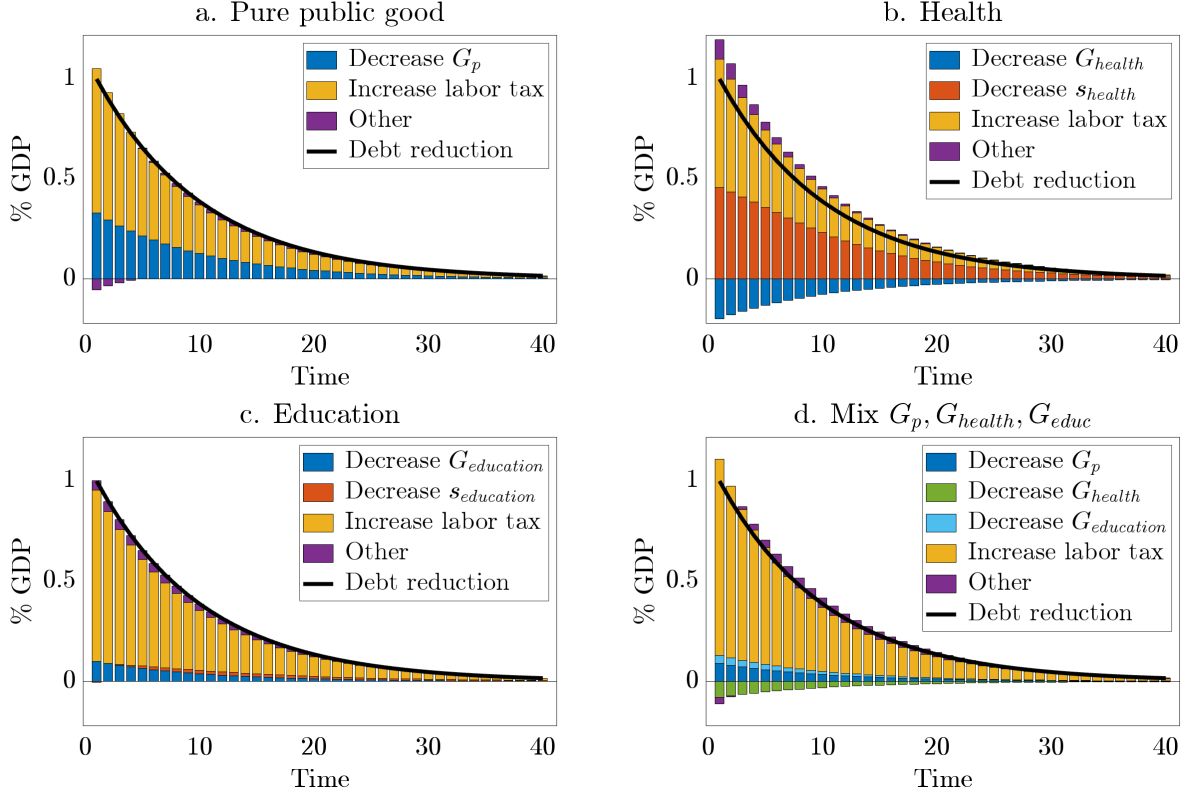 a. Pure public good
Decrease G_p
Increase labor tax
Other
Debt reduction
% GDP
1
0.5
0
0 10 20 30 40
Time
b. Health
Decrease G_health
Decrease s_health
Increase labor tax
Other
Debt reduction
% GDP
1
0.5
0
0 10 20 30 40
Time
c. Education
Decrease G_education
Decrease s_education
Increase labor tax
Other
Debt reduction
% GDP
1
0.5
0
0 10 20 30 40
Time
d. Mix G_p, G_health, G_educ
Decrease G_p
Decrease G_health
Decrease G_education
Increase labor tax
Other
Debt reduction
% GDP
1
0.5
0
0 10 20 30 40
Time